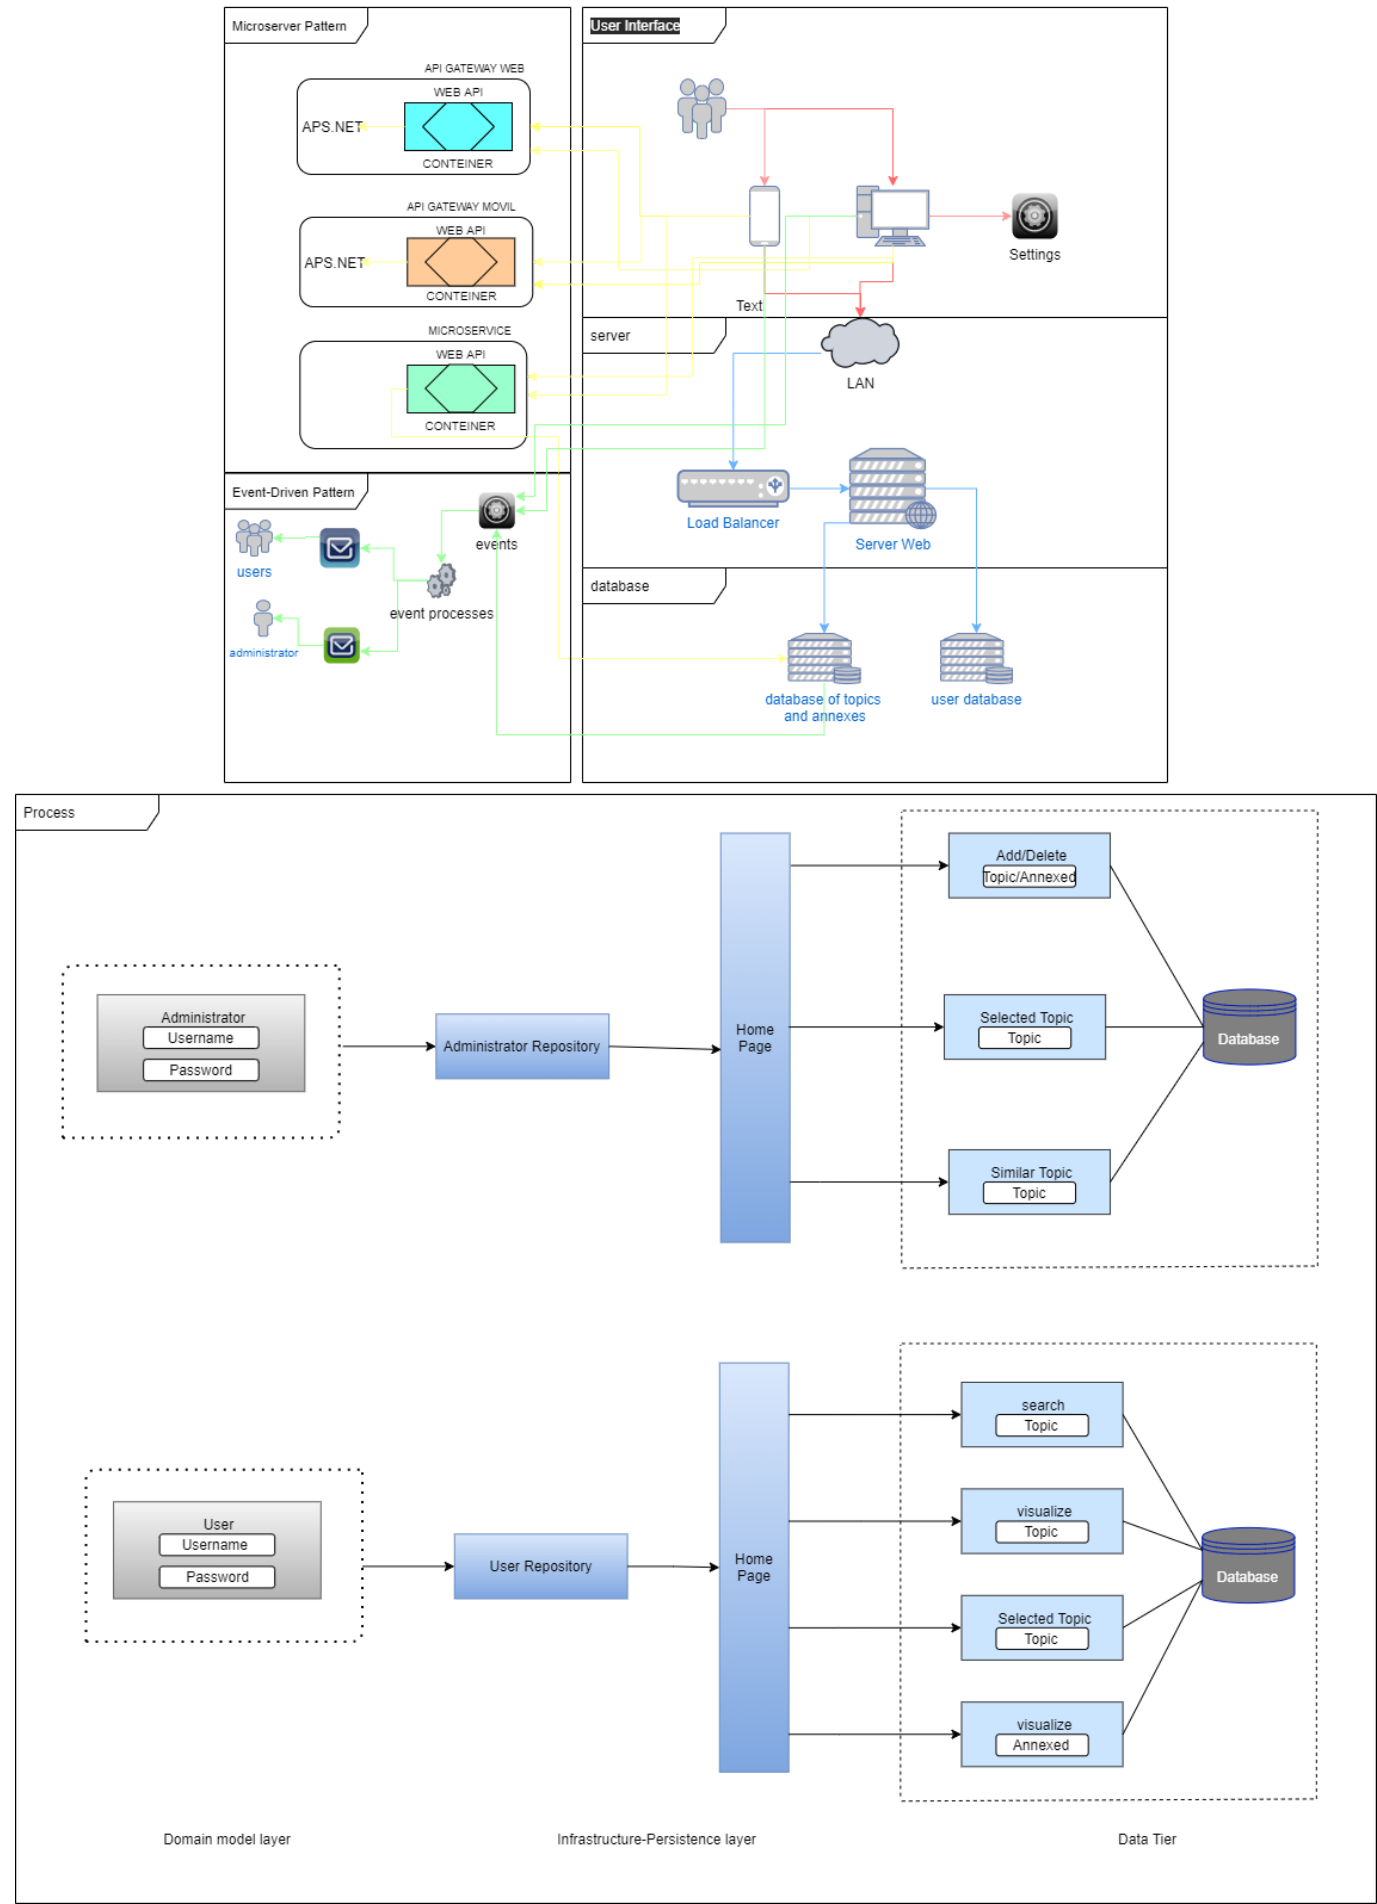 Microserver Pattern
API GATEWAY WEB
WEB API
APS.NET
CONTEINER
API GATEWAY MOVIL
WEB API
APS.NET
CONTEINER
MICROSERVICE
WEB API
CONTEINER
User Interface
Settings
Text
server
LAN
Load Balancer
Server Web
Event-Driven Pattern
events
users
event processes
administrator
database
database of topics
and annexes
user database
Process
Administrator
Username
Password
Administrator Repository
Home
Page
Add/Delete
Topic/Annexed
Selected Topic
Topic
Similar Topic
Topic
Database
User
Username
Password
User Repository
Home
Page
search
Topic
visualize
Topic
Selected Topic
Topic
visualize
Annexed
Database
Domain model layer
Infrastructure-Persistence layer
Data Tier